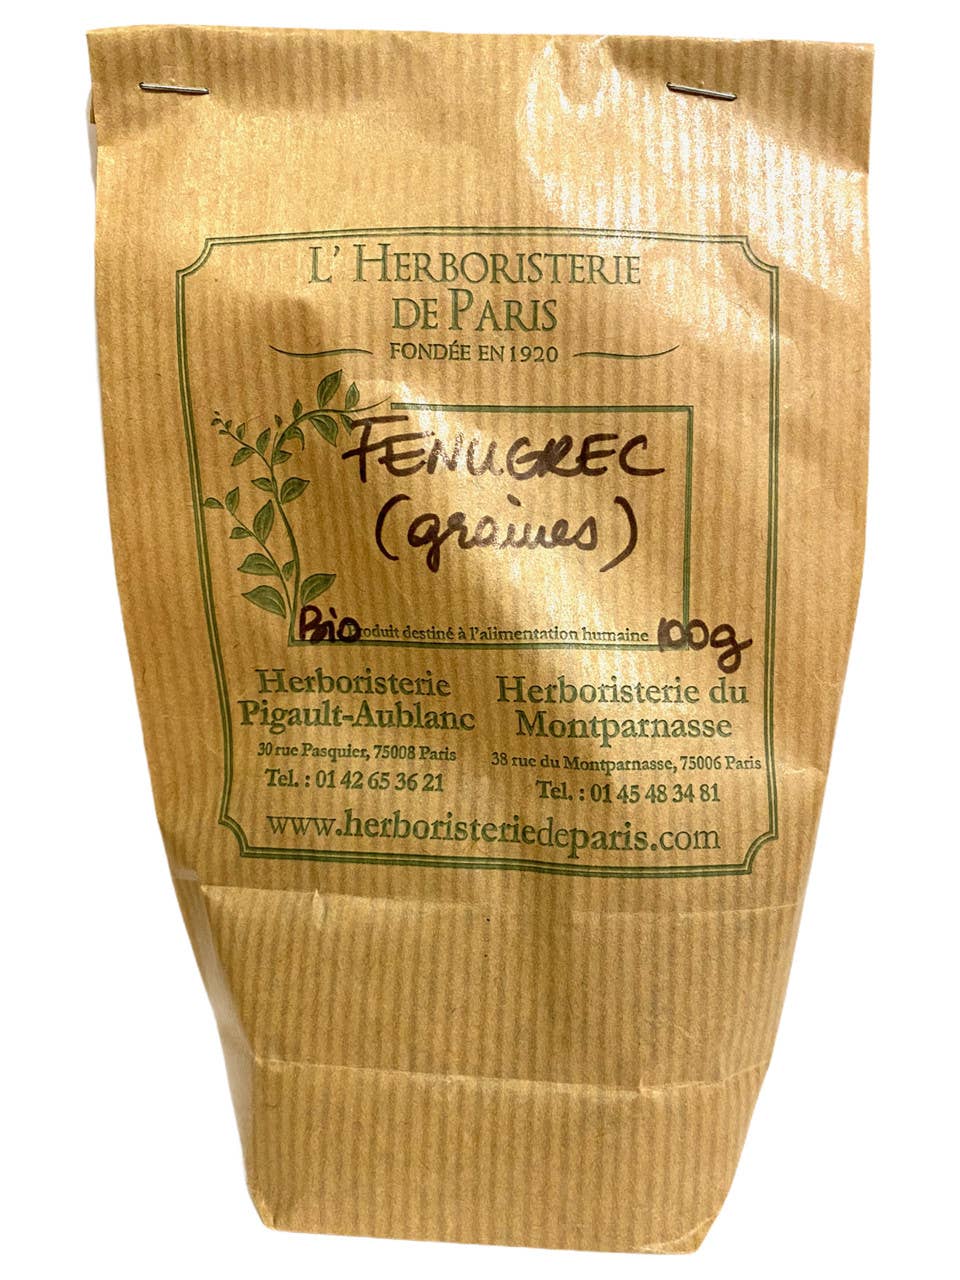 L' HERBORISTERIE
DE PARIS
FONDÉE EN 1920
FENUGREC
(graines)
Bio Produit destiné à l'alimentation humaine 100g
Herboristerie
Pigault-Aublanc
30 rue Pasquier, 75008 Paris
Tel. : 01 42 65 36 21
Herboristerie du
Montparnasse
38 rue du Montparnasse, 75006 Paris
Tel. : 01 45 48 34 81
www.herboristeriedeparis.com